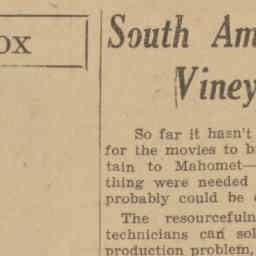 ox
South Am
Viney
So far it hasn't
for the movies to b
tain to Mahomet—
thing were needed
probably could be
The resourcefuln
technicians can sol
production problem,